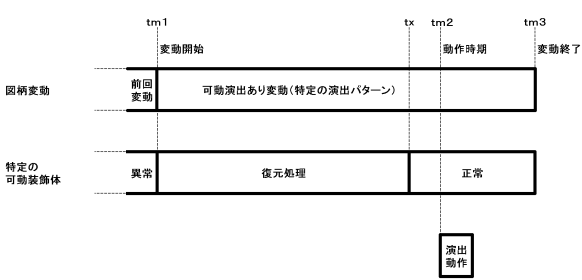 tm1
tx
tm2
tm3
変動開始
動作時期
変動終了
図柄変動
前回
変動
可動演出あり変動(特定の演出パターン)
特定の
可動装飾体
異常
復元処理
正常
演出
動作